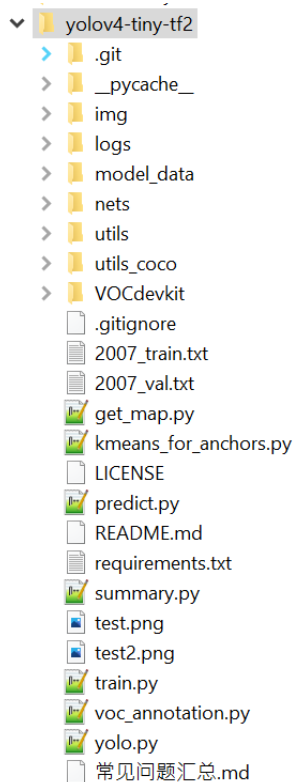 yolov4-tiny-tf2
.git
__pycache__
img
logs
model_data
nets
utils
utils_coco
VOCdevkit
.gitignore
2007_train.txt
2007_val.txt
get_map.py
kmeans_for_anchors.py
LICENSE
predict.py
README.md
requirements.txt
summary.py
test.png
test2.png
train.py
voc_annotation.py
yolo.py
常见问题汇总.md